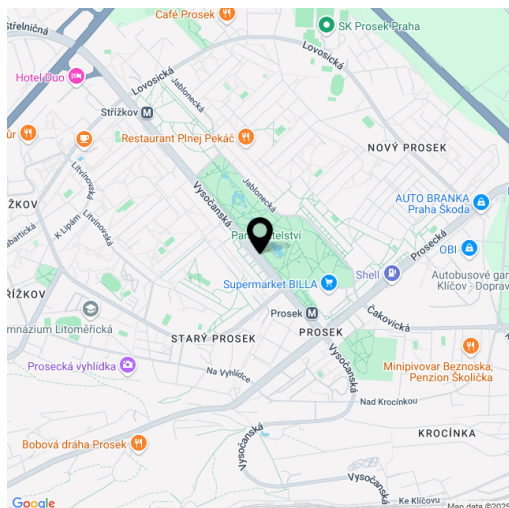 Café Prosek
Střelničná
SK Prosek Praha
Lovosická
Hotel Duo
Lovosická
Jablonecká
Střížkov M
Restaurant Plnej Pekáč
NOVÝ PROSEK
Litvínovská
Vysočanská
Jablonecká
AUTO BRANKA
Praha Škoda
K Lipám
Litvínovská
Prosecká
OBI
Shell
Autobusové gar
Klíčov - Doprav
Supermarket BILLA
Prosek M
Čakovická
PROSEK
STARÝ PROSEK
Vysočanská
Prosecká vyhlídka
Na Vyhlídce
Minipivovar Beznoska,
Penzion Školička
Nad Krocínkou
Bobová dráha Prosek
Vysočanská
KROCÍNKA
Vysočanská
Ke Klíčovu
Google
Map data ©2025